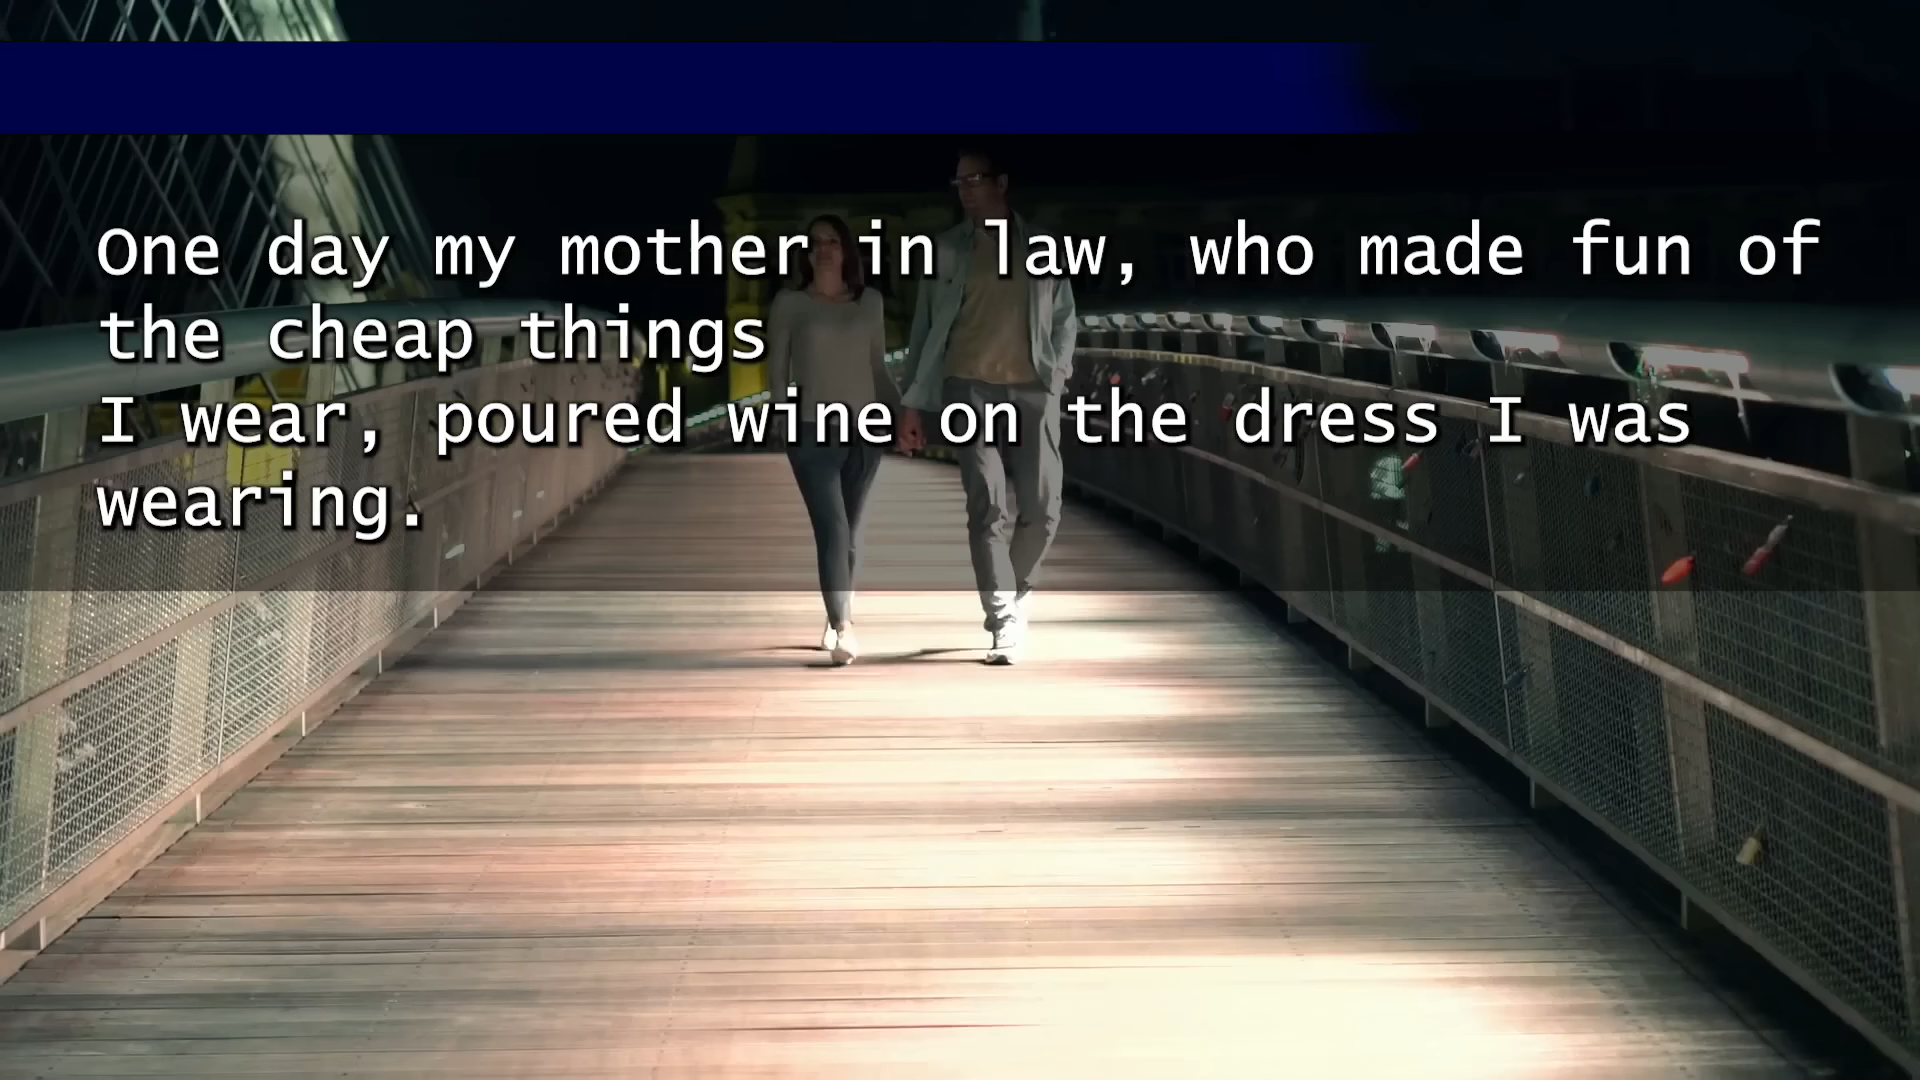 One day my mother in law, who made fun of
the cheap things
I wear, poured wine on the dress I was
wearing.